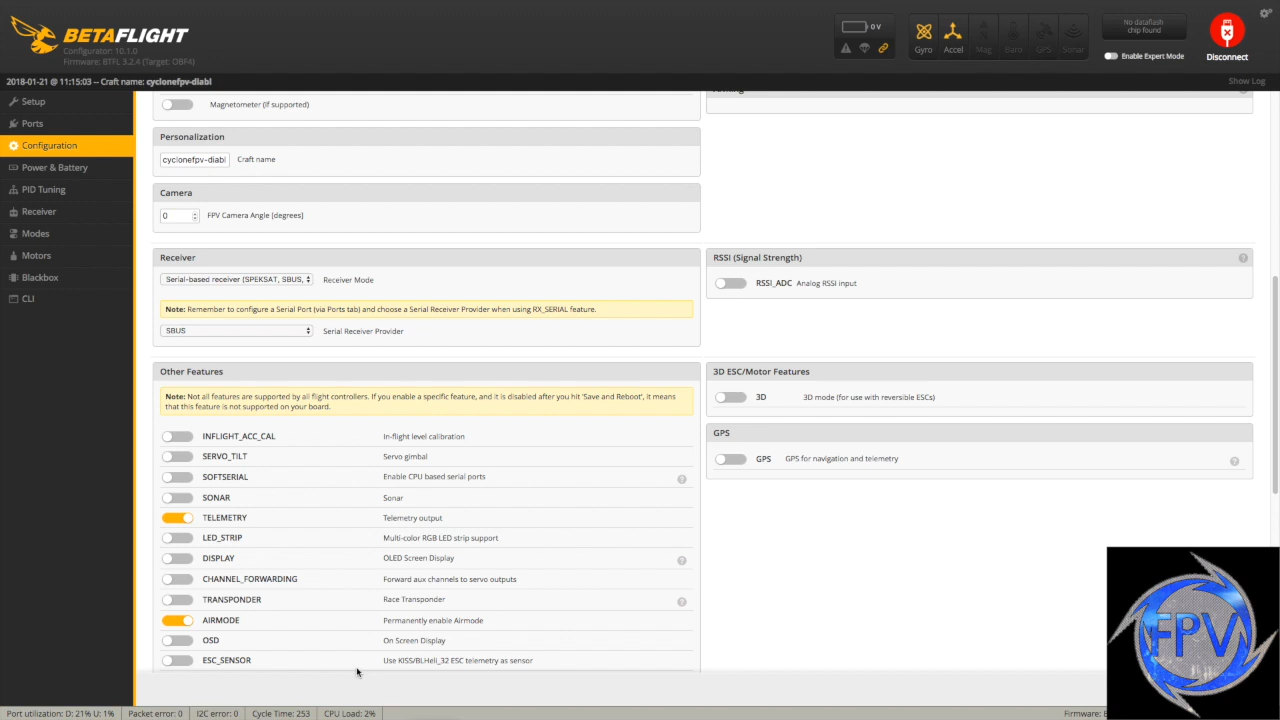 BETAFLIGHT
Configurator: 10.1.0
Firmware: BTFL 3.2.4 (Target: OBF4)
0 V
Gyro
Accel
Mag
Baro
GPS
Sonar
No dataflash
chip found
Enable Expert Mode
Disconnect
2018-01-21 @ 11:15:03 -- Craft name: cyclonefpv-diabl
Show Log
Setup
Ports
Configuration
Power & Battery
PID Tuning
Receiver
Modes
Motors
Blackbox
CLI
Magnetometer (if supported)
Personalization
cyclonefpv-diabl Craft name
Camera
0 FPV Camera Angle [degrees]
Receiver
Serial-based receiver (SPEKSAT, SBUS, Receiver Mode
Note: Remember to configure a Serial Port (via Ports tab) and choose a Serial Receiver Provider when using RX_SERIAL feature.
SBUS Serial Receiver Provider
RSSI (Signal Strength)
RSSI_ADC Analog RSSI input
Other Features
Note: Not all features are supported by all flight controllers. If you enable a specific feature, and it is disabled after you hit 'Save and Reboot', it means
that this feature is not supported on your board.
INFLIGHT_ACC_CAL In-flight level calibration
SERVO_TILT Servo gimbal
SOFTSERIAL Enable CPU based serial ports
SONAR Sonar
TELEMETRY Telemetry output
LED_STRIP Multi-color RGB LED strip support
DISPLAY OLED Screen Display
CHANNEL_FORWARDING Forward aux channels to servo outputs
TRANSPONDER Race Transponder
AIRMODE Permanently enable Airmode
OSD On Screen Display
ESC_SENSOR Use KISS/BLHeli_32 ESC telemetry as sensor
3D ESC/Motor Features
3D 3D mode (for use with reversible ESCs)
GPS
GPS GPS for navigation and telemetry
FPV
Port utilization: D: 21% U: 1%
Packet error: 0
I2C error: 0
Cycle Time: 253
CPU Load: 2%
Firmware: